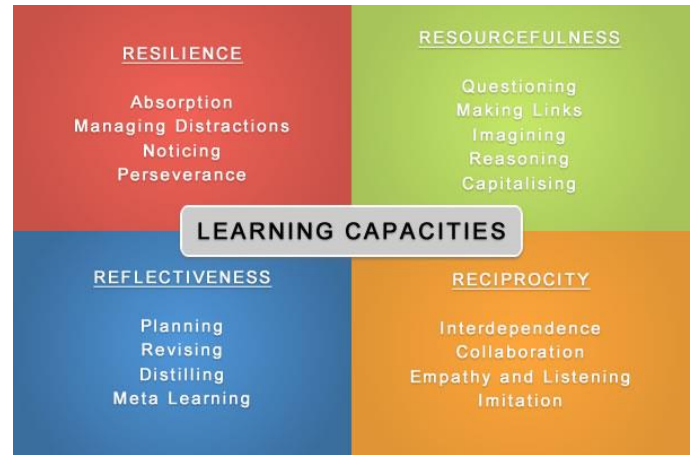 RESILIENCE
Absorption
Managing Distractions
Noticing
Perseverance
RESOURCEFULNESS
Questioning
Making Links
Imagining
Reasoning
Capitalising
LEARNING CAPACITIES
REFLECTIVENESS
Planning
Revising
Distilling
Meta Learning
RECIPROCITY
Interdependence
Collaboration
Empathy and Listening
Imitation